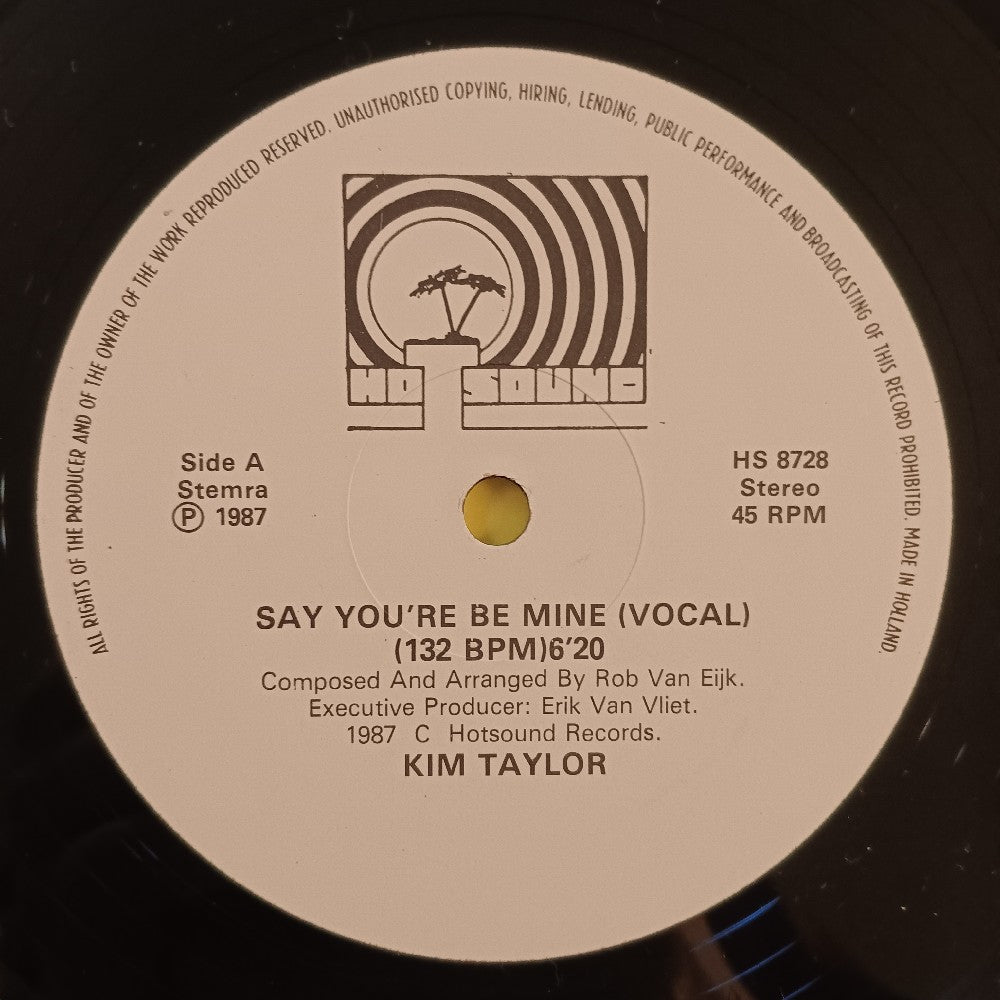 ALL RIGHTS OF THE PRODUCER AND OF THE OWNER OF THE WORK REPRODUCED RESERVED. UNAUTHORISED COPYING, HIRING, LENDING, PUBLIC PERFORMANCE AND BROADCASTING OF THIS RECORD PROHIBITED. MADE IN HOLLAND.
HO SOUND
Side A
Stemra
Ⓟ 1987
HS 8728
Stereo
45 RPM
SAY YOU'RE BE MINE (VOCAL)
(132 BPM)6'20
Composed And Arranged By Rob Van Eijk.
Executive Producer: Erik Van Vliet.
1987 C Hotsound Records.
KIM TAYLOR